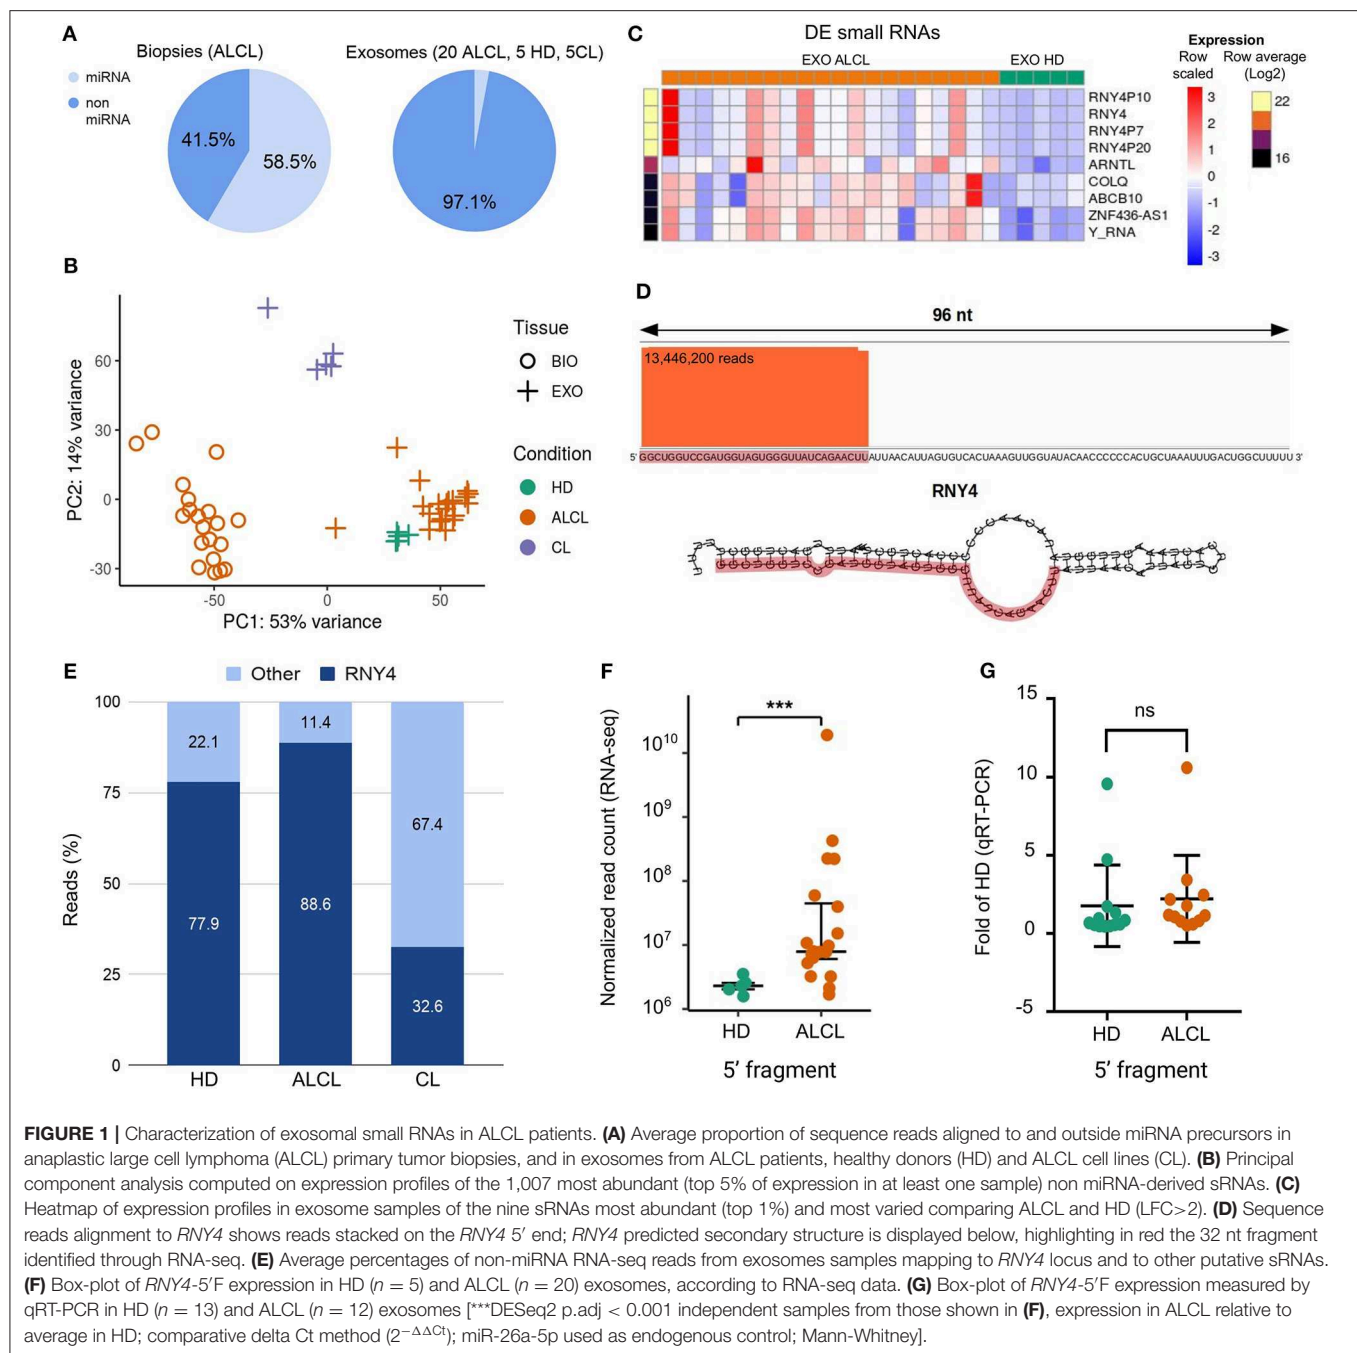 A
Biopsies (ALCL)
Exosomes (20 ALCL, 5 HD, 5CL)
miRNA
non
miRNA
41.5%
58.5%
97.1%
B
PC2: 14% variance
60
30
0
-30
-50
0
50
PC1: 53% variance
Tissue
BIO
EXO
Condition
HD
ALCL
CL
C
DE small RNAs
EXO ALCL
EXO HD
RNY4P10
RNY4
RNY4P7
RNY4P20
ARNTL
COLQ
ABCB10
ZNF436-AS1
Y_RNA
Expression
Row
scaled
Row average
(Log2)
3
2
1
0
-1
-2
-3
22
16
D
96 nt
13,446,200 reads
5' GGCUGGUCCGAUGGUAGUGGGUUAUCAGAACUUAUUAACAUUAGUGUCACUAAAGUUGGUAUACAACCCCCCACUGCUAAAUUUGACUGGCUUUUU 3'
RNY4
E
Other
RNY4
Reads (%)
100
75
50
25
0
22.1
77.9
11.4
88.6
67.4
32.6
HD
ALCL
CL
F
Normalized read count (RNA-seq)
***
10¹⁰
10⁹
10⁸
10⁷
10⁶
HD
ALCL
5' fragment
G
Fold of HD (qRT-PCR)
ns
15
10
5
0
-5
HD
ALCL
5' fragment
FIGURE 1 | Characterization of exosomal small RNAs in ALCL patients. (A) Average proportion of sequence reads aligned to and outside miRNA precursors in
anaplastic large cell lymphoma (ALCL) primary tumor biopsies, and in exosomes from ALCL patients, healthy donors (HD) and ALCL cell lines (CL). (B) Principal
component analysis computed on expression profiles of the 1,007 most abundant (top 5% of expression in at least one sample) non miRNA-derived sRNAs. (C)
Heatmap of expression profiles in exosome samples of the nine sRNAs most abundant (top 1%) and most varied comparing ALCL and HD (LFC>2). (D) Sequence
reads alignment to RNY4 shows reads stacked on the RNY4 5′ end; RNY4 predicted secondary structure is displayed below, highlighting in red the 32 nt fragment
identified through RNA-seq. (E) Average percentages of non-miRNA RNA-seq reads from exosomes samples mapping to RNY4 locus and to other putative sRNAs.
(F) Box-plot of RNY4-5′F expression in HD (n = 5) and ALCL (n = 20) exosomes, according to RNA-seq data. (G) Box-plot of RNY4-5′F expression measured by
qRT-PCR in HD (n = 13) and ALCL (n = 12) exosomes [***DESeq2 p.adj < 0.001 independent samples from those shown in (F), expression in ALCL relative to
average in HD; comparative delta Ct method (2⁻ΔΔCt); miR-26a-5p used as endogenous control; Mann-Whitney].